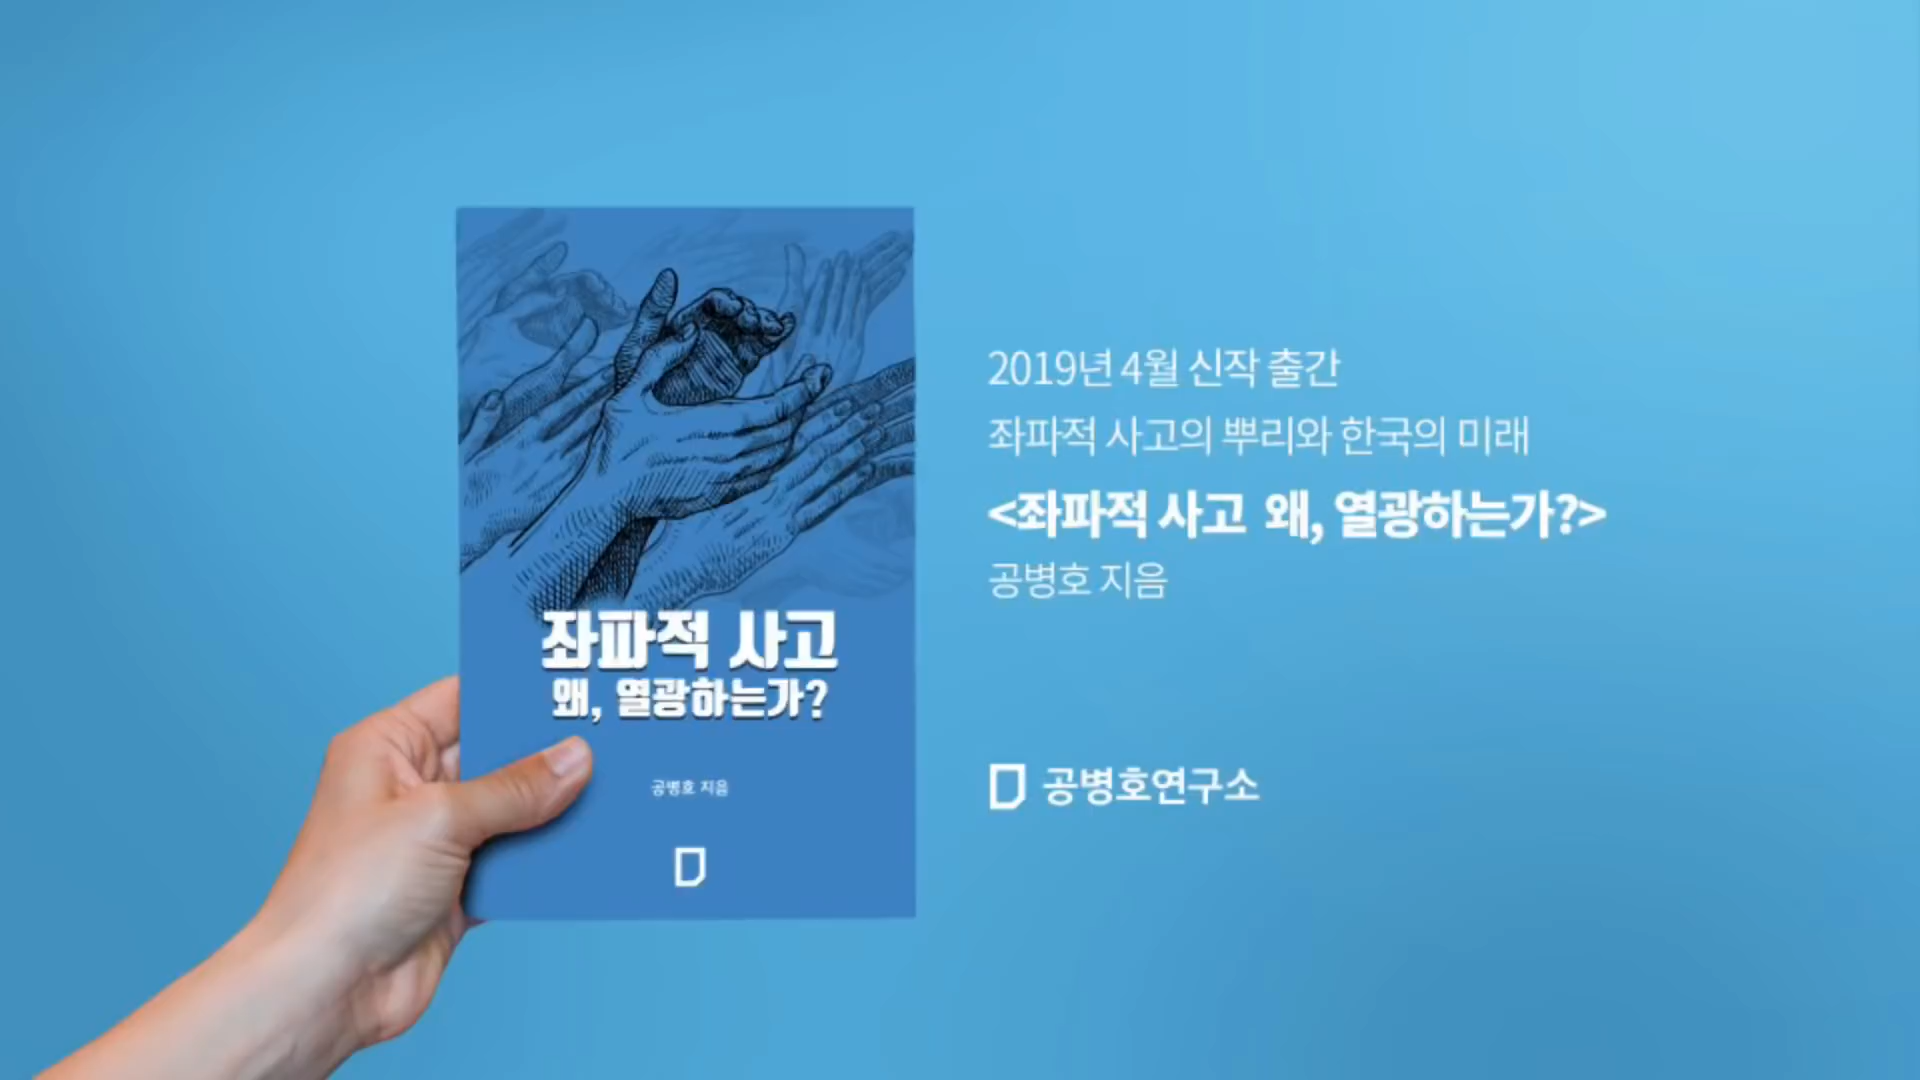 좌파적 사고
왜, 열광하는가?
공병호 지음
2019년 4월 신작 출간
좌파적 사고의 뿌리와 한국의 미래
<좌파적 사고 왜, 열광하는가?>
공병호 지음
공병호연구소